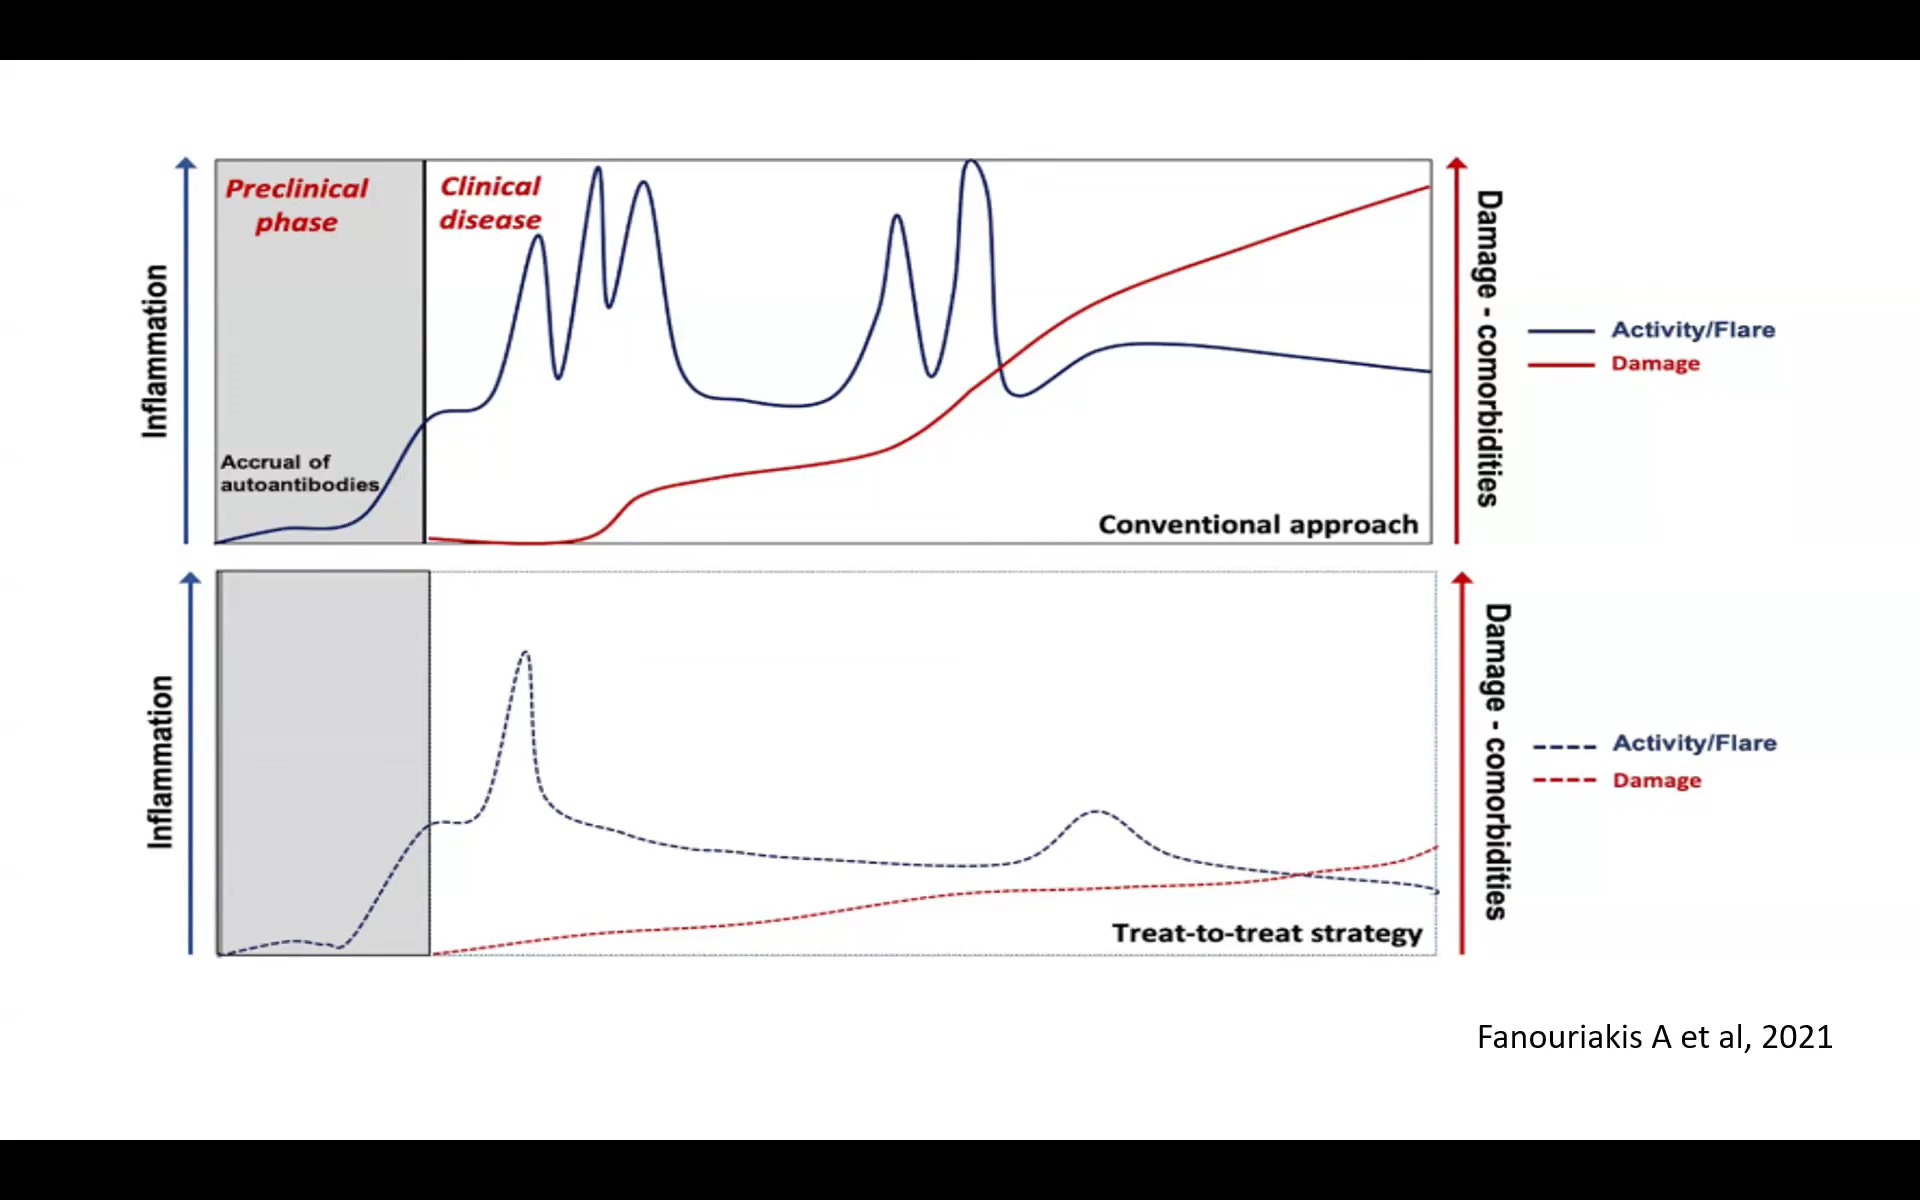 Preclinical
phase
Clinical
disease
Inflammation
Accrual of
autoantibodies
Conventional approach
Damage - comorbidities
Activity/Flare
Damage
Inflammation
Treat-to-treat strategy
Damage - comorbidities
Activity/Flare
Damage
Fanouriakis A et al, 2021